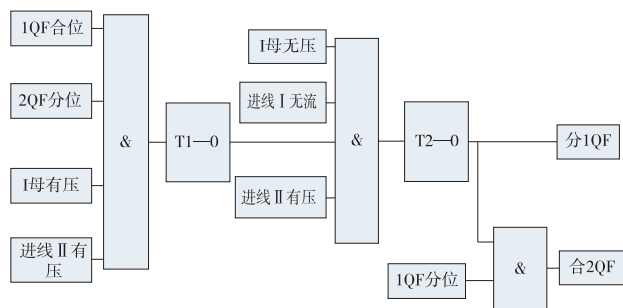 1QF合位
2QF分位
I母有压
进线Ⅱ有
压
&
T1—0
I母无压
进线Ⅰ无流
进线Ⅱ有压
&
T2—0
分1QF
1QF分位
&
合2QF